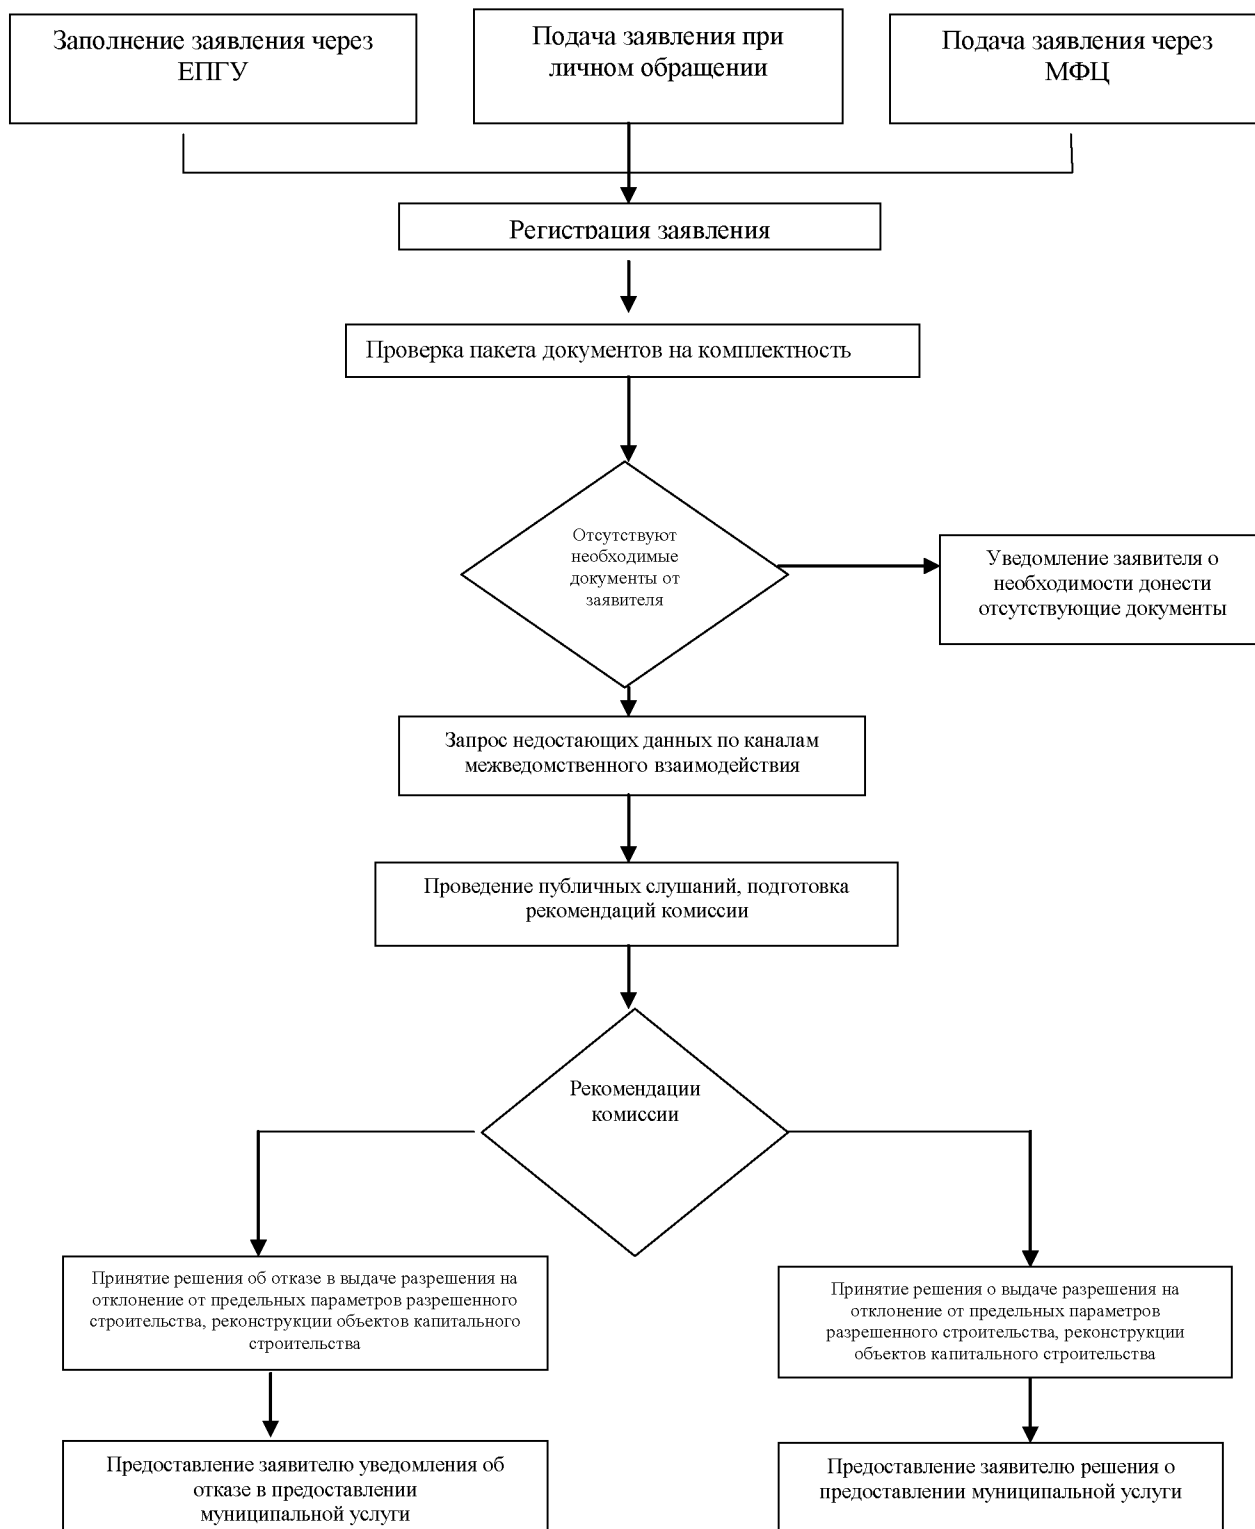 Заполнение заявления через
ЕПГУ
Подача заявления при
личном обращении
Подача заявления через
МФЦ
Регистрация заявления
Проверка пакета документов на комплектность
Отсутствуют
необходимые
документы от
заявителя
Уведомление заявителя о
необходимости донести
отсутствующие документы
Запрос недостающих данных по каналам
межведомственного взаимодействия
Проведение публичных слушаний, подготовка
рекомендаций комиссии
Рекомендации
комиссии
Принятие решения об отказе в выдаче разрешения на
отклонение от предельных параметров разрешенного
строительства, реконструкции объектов капитального
строительства
Принятие решения о выдаче разрешения на
отклонение от предельных параметров
разрешенного строительства, реконструкции
объектов капитального строительства
Предоставление заявителю уведомления об
отказе в предоставлении
муниципальной услуги
Предоставление заявителю решения о
предоставлении муниципальной услуги